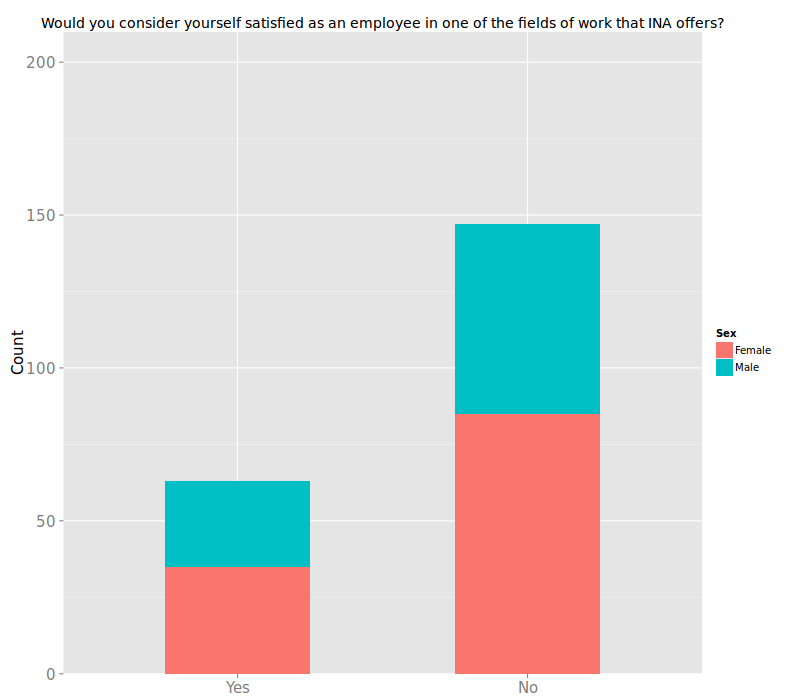 Would you consider yourself satisfied as an employee in one of the fields of work that INA offers?
200
150
100
50
0
Count
Yes
No
Sex
Female
Male